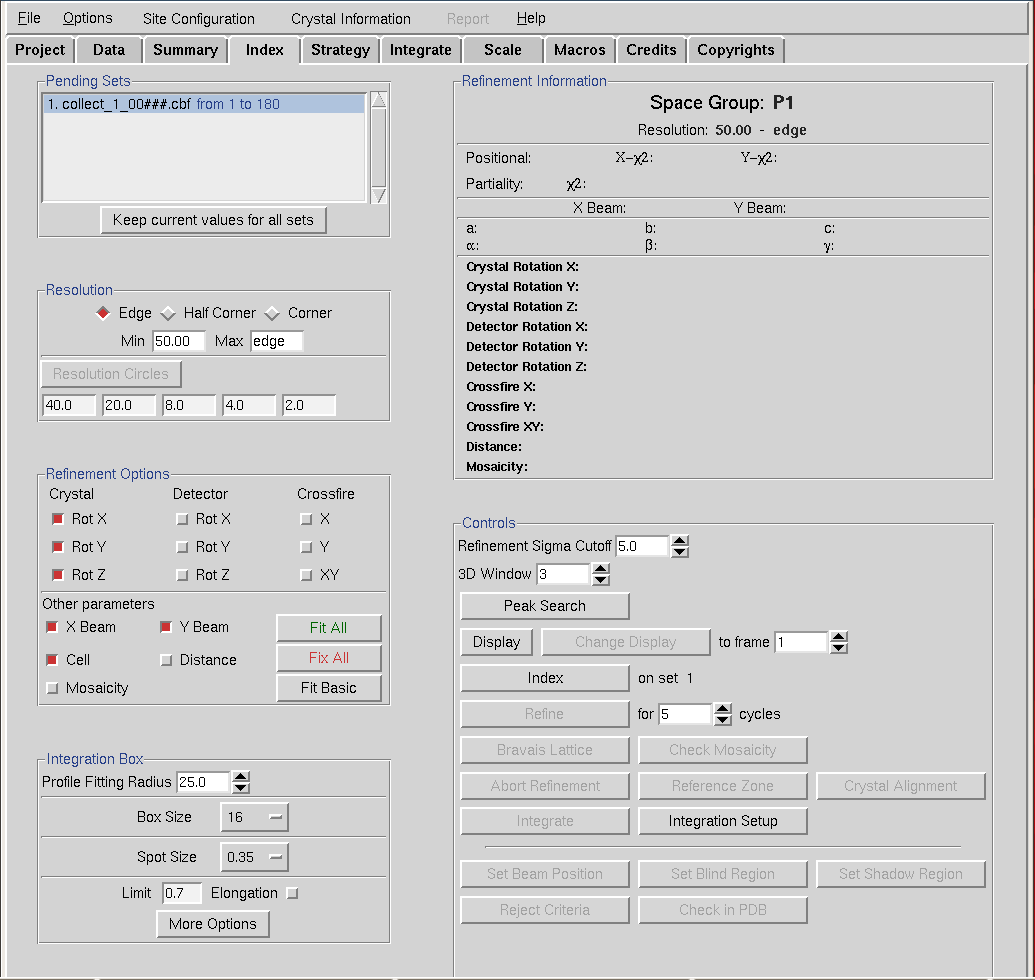 File Options Site Configuration Crystal Information Report Help
Project Data Summary Index Strategy Integrate Scale Macros Credits Copyrights
Pending Sets
1. collect_1_00###.cbf from 1 to 180
Keep current values for all sets
Resolution
Edge Half Corner Corner
Min 50.00 Max edge
Resolution Circles
40.0 20.0 8.0 4.0 2.0
Refinement Options
Crystal Detector Crossfire
Rot X Rot X X
Rot Y Rot Y Y
Rot Z Rot Z XY
Other parameters
X Beam Y Beam Fit All
Cell Distance Fix All
Mosaicity Fit Basic
Integration Box
Profile Fitting Radius 25.0
Box Size 16
Spot Size 0.35
Limit 0.7 Elongation
More Options
Refinement Information
Space Group: P1
Resolution: 50.00 - edge
Positional: X-χ2: Y-χ2:
Partiality: χ2:
X Beam: Y Beam:
a: b: c:
α: β: γ:
Crystal Rotation X:
Crystal Rotation Y:
Crystal Rotation Z:
Detector Rotation X:
Detector Rotation Y:
Detector Rotation Z:
Crossfire X:
Crossfire Y:
Crossfire XY:
Distance:
Mosaicity:
Controls
Refinement Sigma Cutoff 5.0
3D Window 3
Peak Search
Display Change Display to frame 1
Index on set 1
Refine for 5 cycles
Bravais Lattice Check Mosaicity
Abort Refinement Reference Zone Crystal Alignment
Integrate Integration Setup
Set Beam Position Set Blind Region Set Shadow Region
Reject Criteria Check in PDB